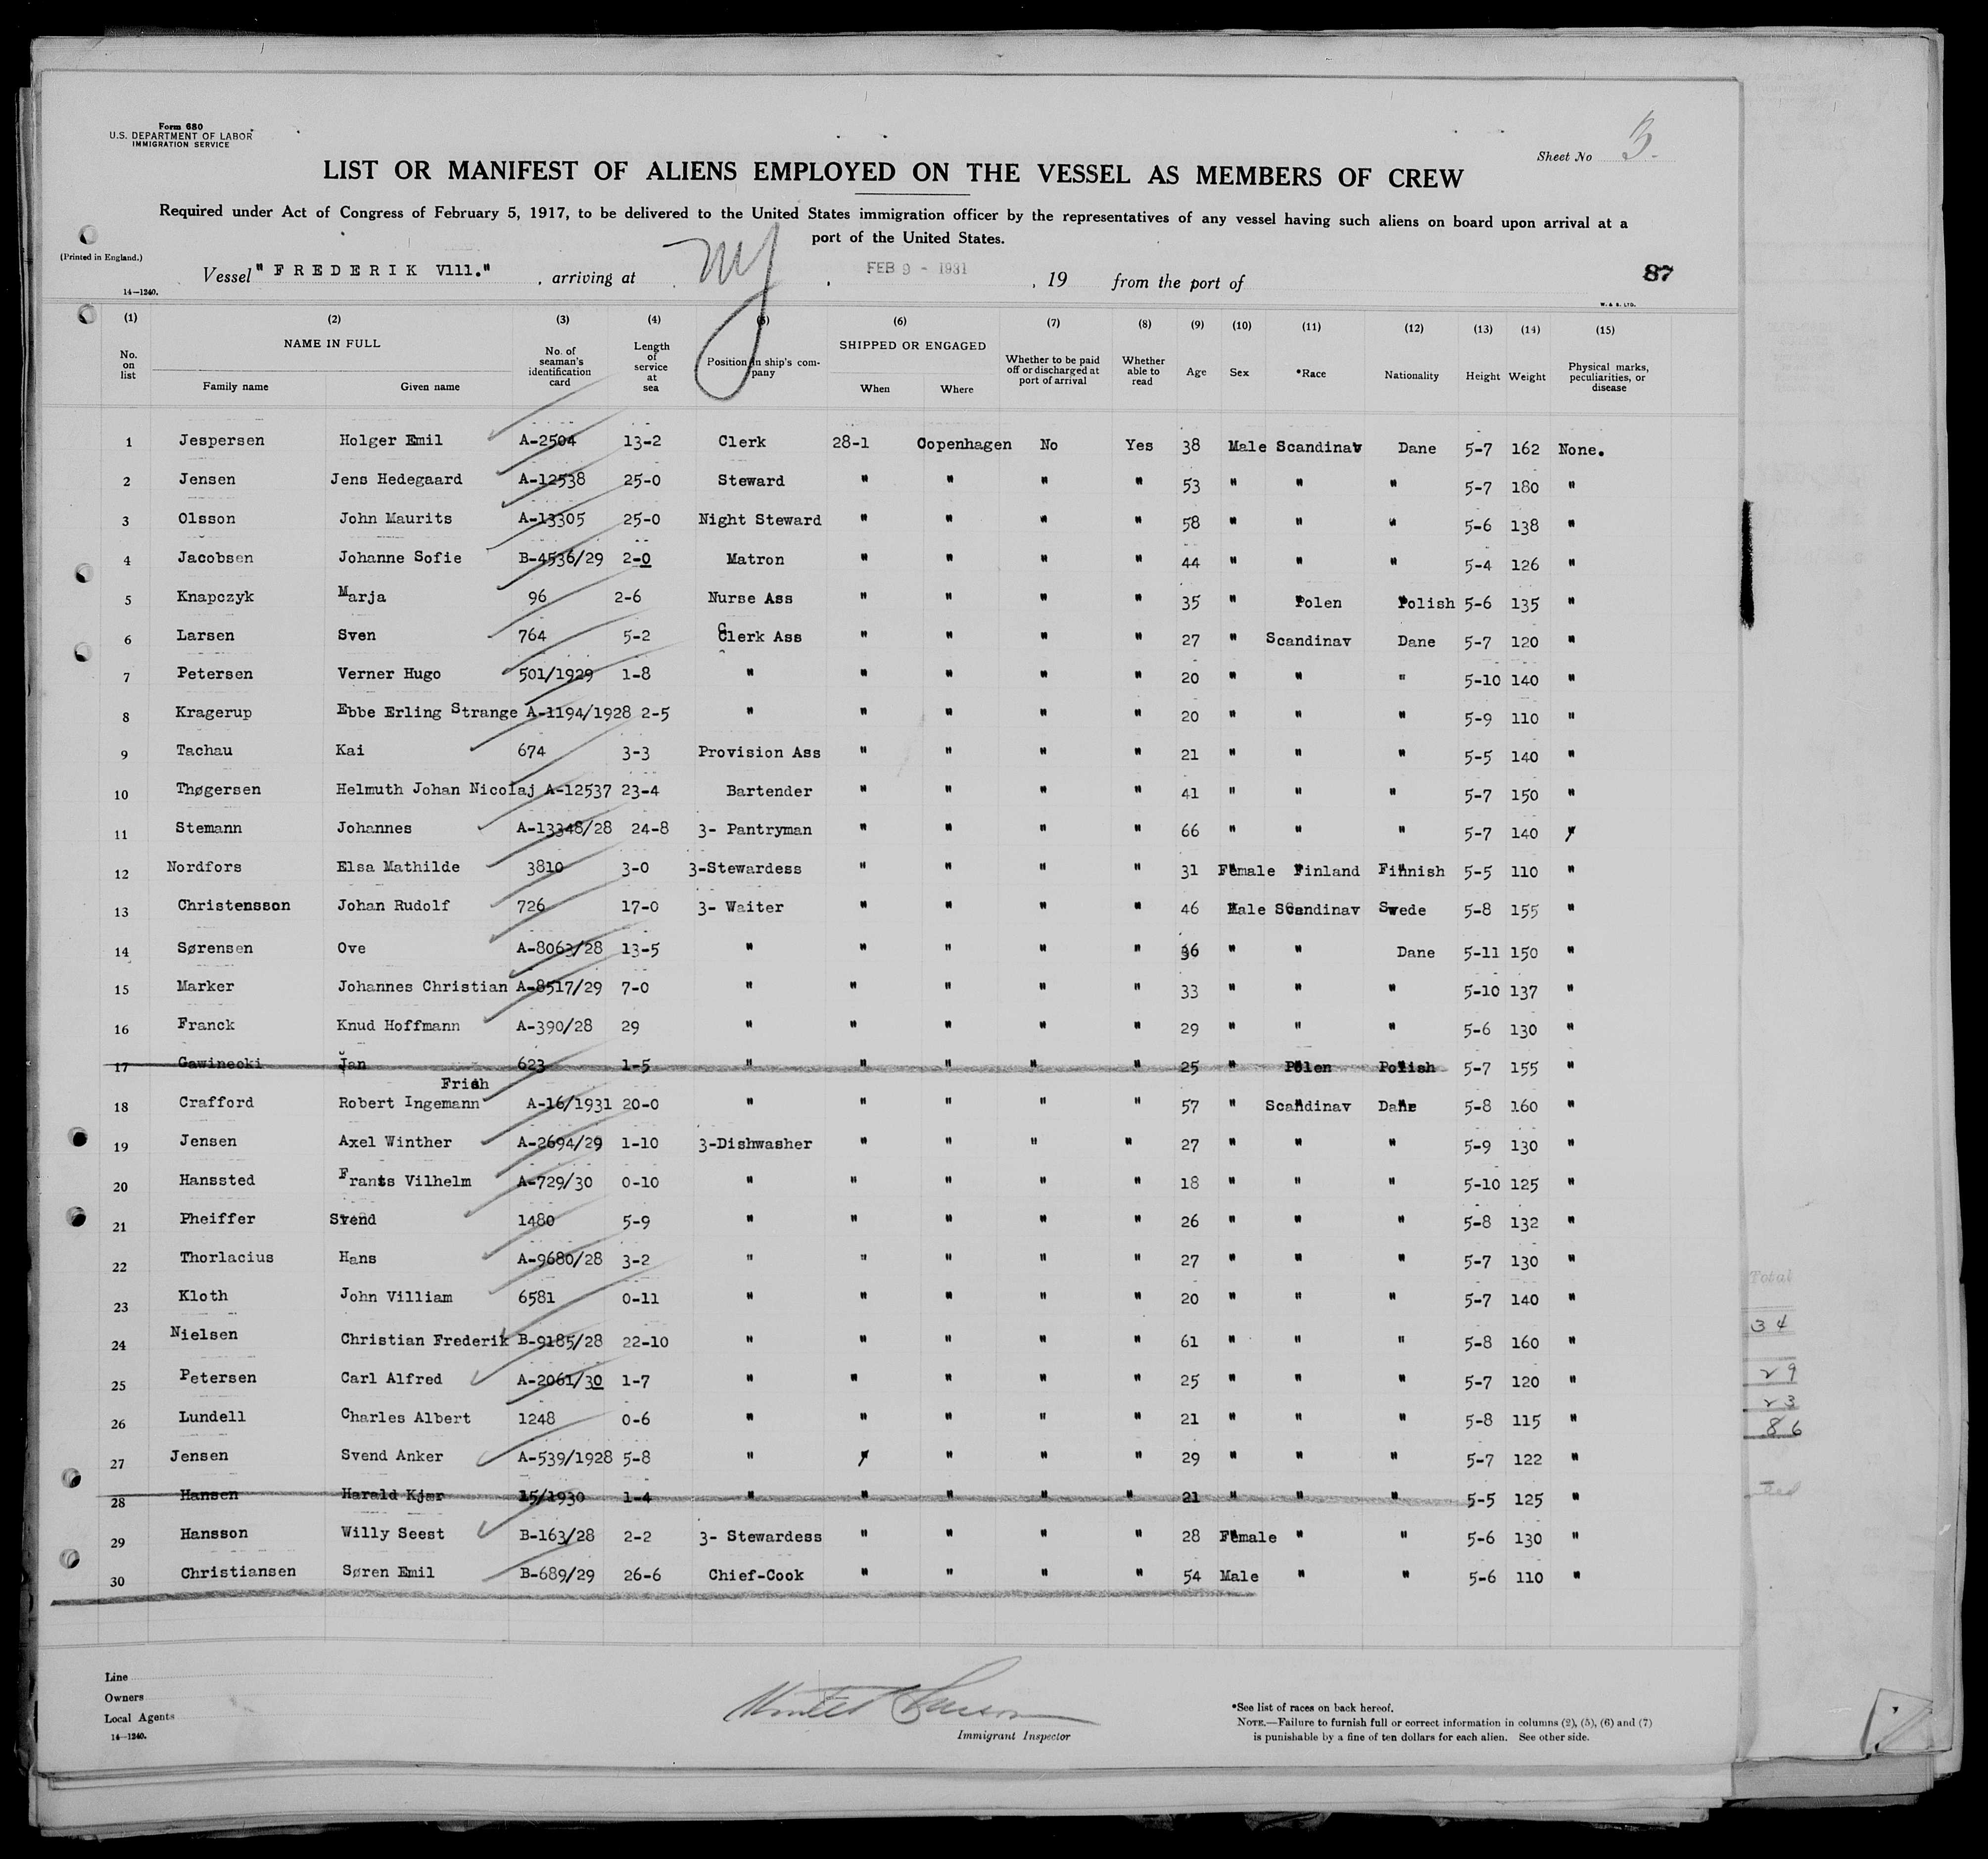 Form 680
U.S. DEPARTMENT OF LABOR
IMMIGRATION SERVICE
Sheet No 3.
LIST OR MANIFEST OF ALIENS EMPLOYED ON THE VESSEL AS MEMBERS OF CREW
Required under Act of Congress of February 5, 1917, to be delivered to the United States immigration officer by the representatives of any vessel having such aliens on board upon arrival at a
port of the United States.
(Printed in England.)
Vessel "FREDERIK V111." , arriving at NY , FEB 9 - 1931 , 19 from the port of 87
14—1240. W. & S. LTD.
(1) (2) (3) (4) (5) (6) (7) (8) (9) (10) (11) (12) (13) (14) (15)
No. on list NAME IN FULL Family name Given name No. of seaman's identification card Length of service at sea Position in ship's company SHIPPED OR ENGAGED When Where Whether to be paid off or discharged at port of arrival Whether able to read Age Sex *Race Nationality Height Weight Physical marks, peculiarities, or disease
1 Jespersen Holger Emil A-2504 13-2 Clerk 28-1 Copenhagen No Yes 38 Male Scandinav Dane 5-7 162 None.
2 Jensen Jens Hedegaard A-12538 25-0 Steward " " " " 53 " " " 5-7 180 "
3 Olsson John Maurits A-13305 25-0 Night Steward " " " " 58 " " " 5-6 138 "
4 Jacobsen Johanne Sofie B-4536/29 2-0 Matron " " " " 44 " " " 5-4 126 "
5 Knapczyk Marja 96 2-6 Nurse Ass " " " " 35 " Polen Polish 5-6 135 "
6 Larsen Sven 764 5-2 Clerk Ass " " " " 27 " Scandinav Dane 5-7 120 "
7 Petersen Verner Hugo 501/1929 1-8 " " " " " 20 " " " 5-10 140 "
8 Kragerup Ebbe Erling Strange A-1194/1928 2-5 " " " " " 20 " " " 5-9 110 "
9 Tachau Kai 674 3-3 Provision Ass " " " " 21 " " " 5-5 140 "
10 Thøgersen Helmuth Johan Nicolaj A-12537 23-4 Bartender " " " " 41 " " " 5-7 150 "
11 Stemann Johannes A-13348/28 24-8 3- Pantryman " " " " 66 " " " 5-7 140 "
12 Nordfors Elsa Mathilde 3810 3-0 3-Stewardess " " " " 31 Female Finland Finnish 5-5 110 "
13 Christensson Johan Rudolf 726 17-0 3- Waiter " " " " 46 Male Scandinav Swede 5-8 155 "
14 Sørensen Ove A-8063/28 13-5 " " " " " 36 " " Dane 5-11 150 "
15 Marker Johannes Christian A-8517/29 7-0 " " " " " 33 " " " 5-10 137 "
16 Franck Knud Hoffmann A-390/28 29 " " " " " 29 " " " 5-6 130 "
17 Gawinecki Jan 623 1-5 " " " " " 25 " Polen Polish 5-7 155 "
18 Crafford Robert Ingemann Frish A-16/1931 20-0 " " " " " 57 " Scandinav Dane 5-8 160 "
19 Jensen Axel Winther A-2694/29 1-10 3-Dishwasher " " " " 27 " " " 5-9 130 "
20 Hanssted Frants Vilhelm A-729/30 0-10 " " " " " 18 " " " 5-10 125 "
21 Pheiffer Svend 1480 5-9 " " " " " 26 " " " 5-8 132 "
22 Thorlacius Hans A-9680/28 3-2 " " " " " 27 " " " 5-7 130 "
23 Kloth John Villiam 6581 0-11 " " " " " 20 " " " 5-7 140 "
24 Nielsen Christian Frederik B-9185/28 22-10 " " " " " 61 " " " 5-8 160 "
25 Petersen Carl Alfred A-2061/30 1-7 " " " " " 25 " " " 5-7 120 "
26 Lundell Charles Albert 1248 0-6 " " " " " 21 " " " 5-8 115 "
27 Jensen Svend Anker A-539/1928 5-8 " " " " " 29 " " " 5-7 122 "
28 Hansen Harald Kjær 15/1930 1-4 " " " " " 21 " " " 5-5 125 "
29 Hansson Willy Seest B-163/28 2-2 3- Stewardess " " " " 28 Female " " 5-6 130 "
30 Christiansen Søren Emil B-689/29 26-6 Chief-Cook " " " " 54 Male " " 5-6 110 "
Total
34
29
23
86
Line
Owners
Local Agents
14—1240.
Immigrant Inspector
*See list of races on back hereof.
NOTE.—Failure to furnish full or correct information in columns (2), (5), (6) and (7)
is punishable by a fine of ten dollars for each alien. See other side.